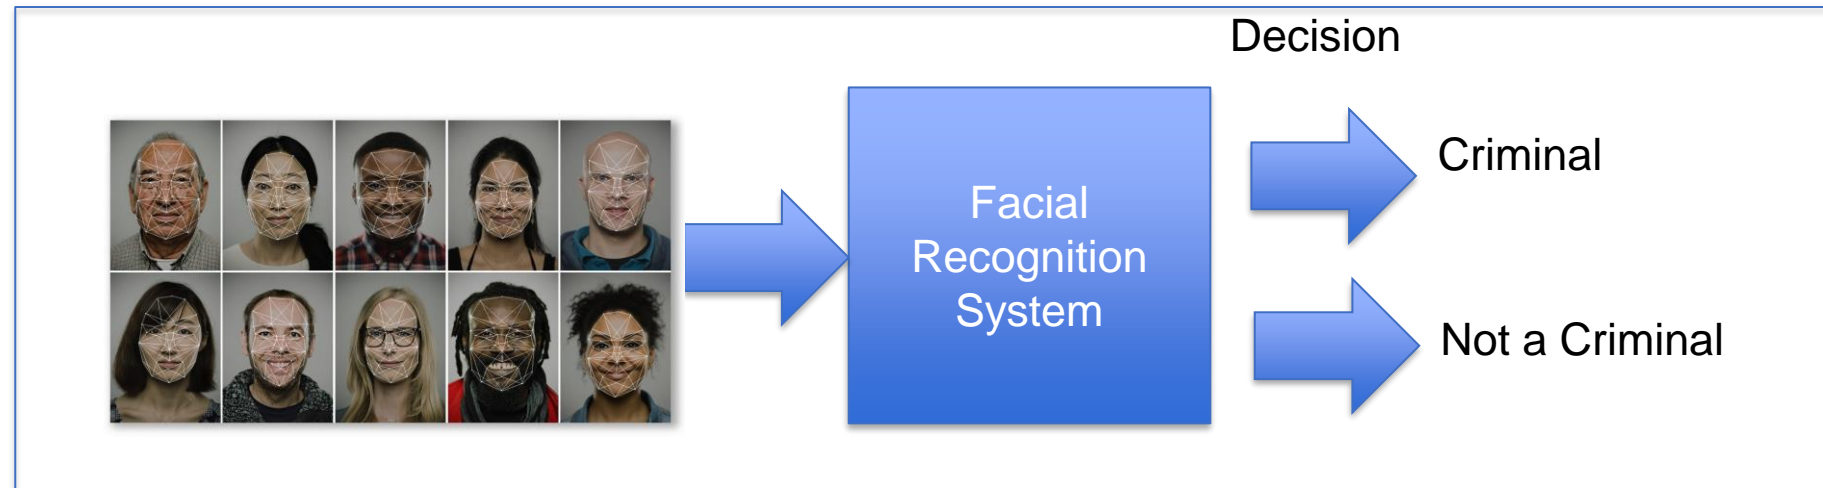 Decision
Criminal
Facial
Recognition
System
Not a Criminal